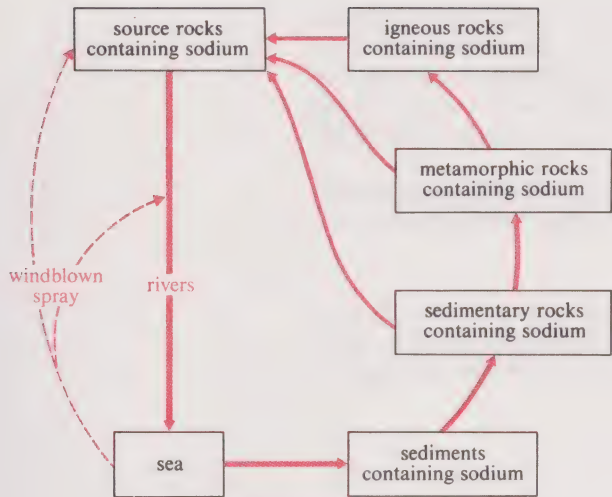 source rocks
containing sodium
igneous rocks
containing sodium
metamorphic rocks
containing sodium
windblown
spray
rivers
sedimentary rocks
containing sodium
sea
sediments
containing sodium